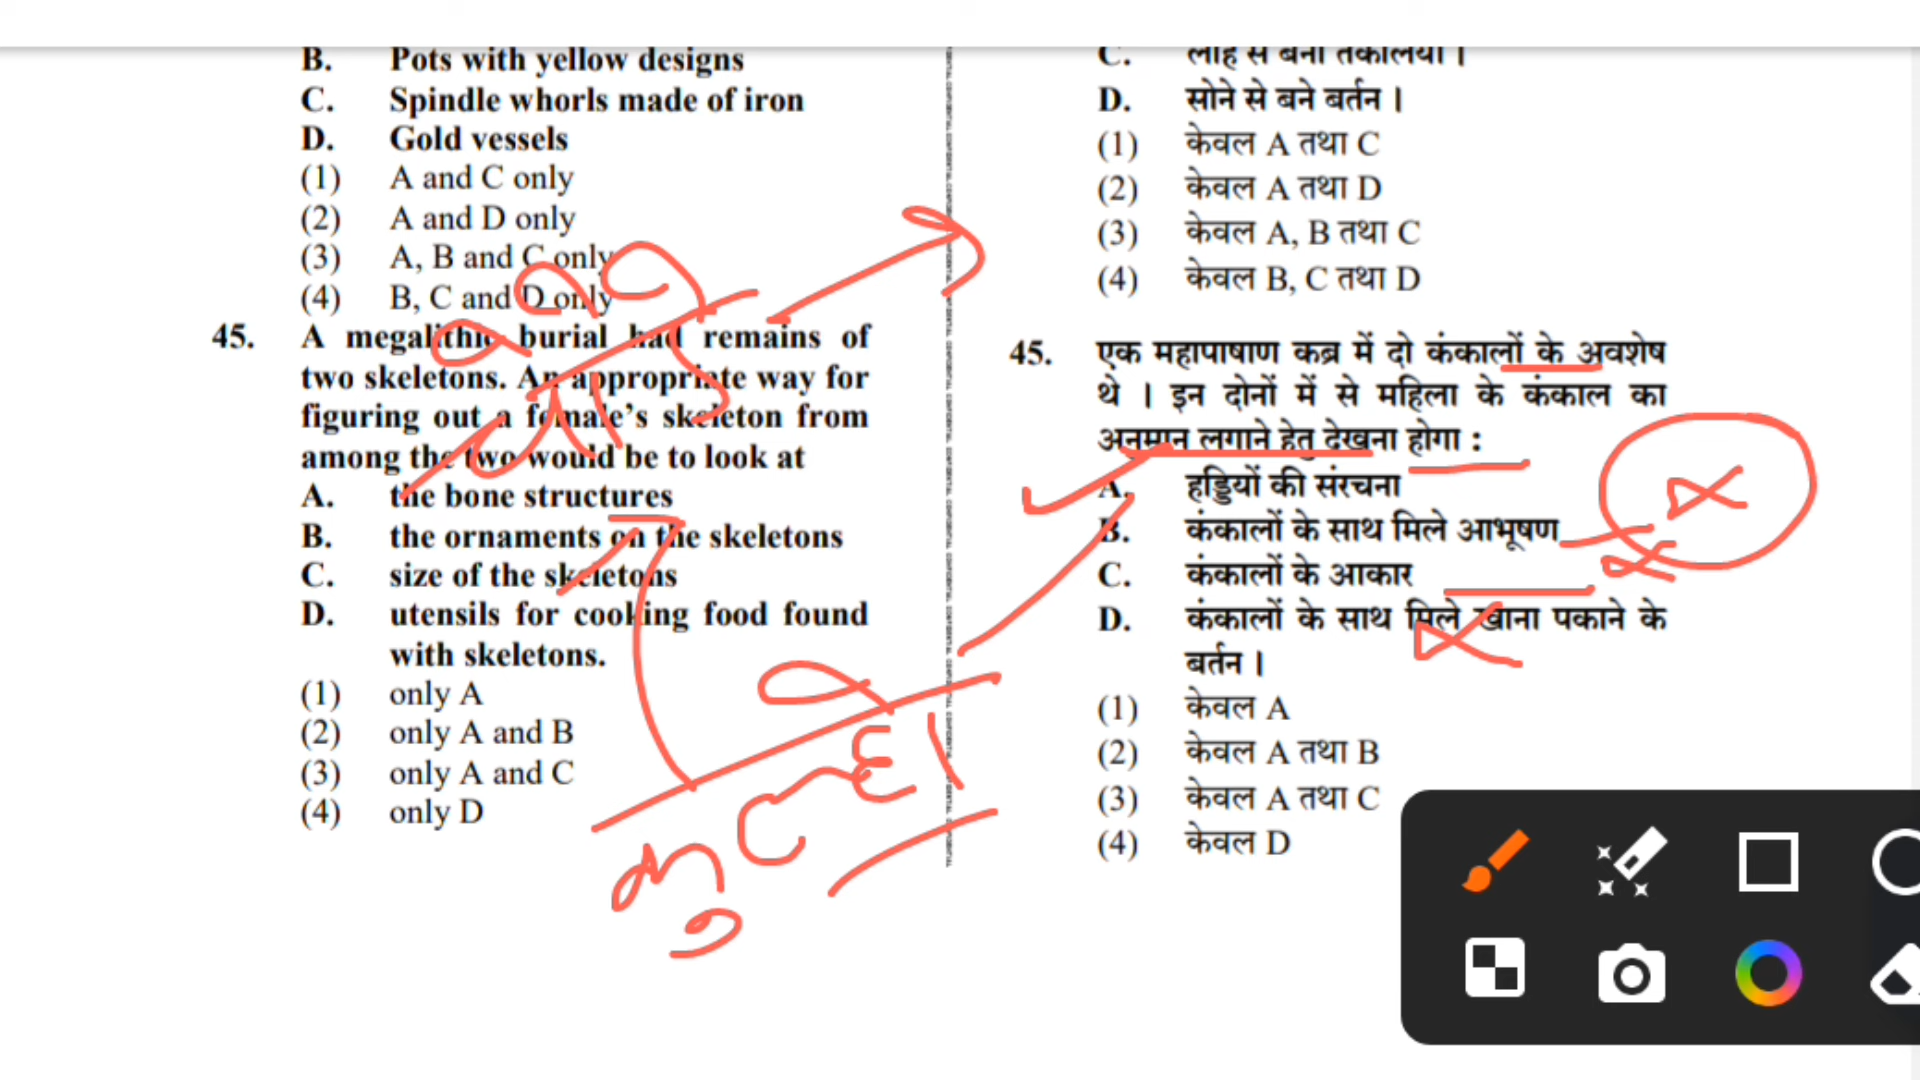 B. Pots with yellow designs
C. Spindle whorls made of iron
D. Gold vessels
(1) A and C only
(2) A and D only
(3) A, B and C only
(4) B, C and D only
45. A megalithic burial had remains of
two skeletons. An appropriate way for
figuring out a female's skeleton from
among the two would be to look at
A. the bone structures
B. the ornaments on the skeletons
C. size of the skeletons
D. utensils for cooking food found
with skeletons.
(1) only A
(2) only A and B
(3) only A and C
(4) only D
C. लोहे से बनी तकलियाँ ।
D. सोने से बने बर्तन ।
(1) केवल A तथा C
(2) केवल A तथा D
(3) केवल A, B तथा C
(4) केवल B, C तथा D
45. एक महापाषाण कब्र में दो कंकालों के अवशेष
थे । इन दोनों में से महिला के कंकाल का
अनुमान लगाने हेतु देखना होगा :
A. हड्डियों की संरचना
B. कंकालों के साथ मिले आभूषण
C. कंकालों के आकार
D. कंकालों के साथ मिले खाना पकाने के
बर्तन ।
(1) केवल A
(2) केवल A तथा B
(3) केवल A तथा C
(4) केवल D